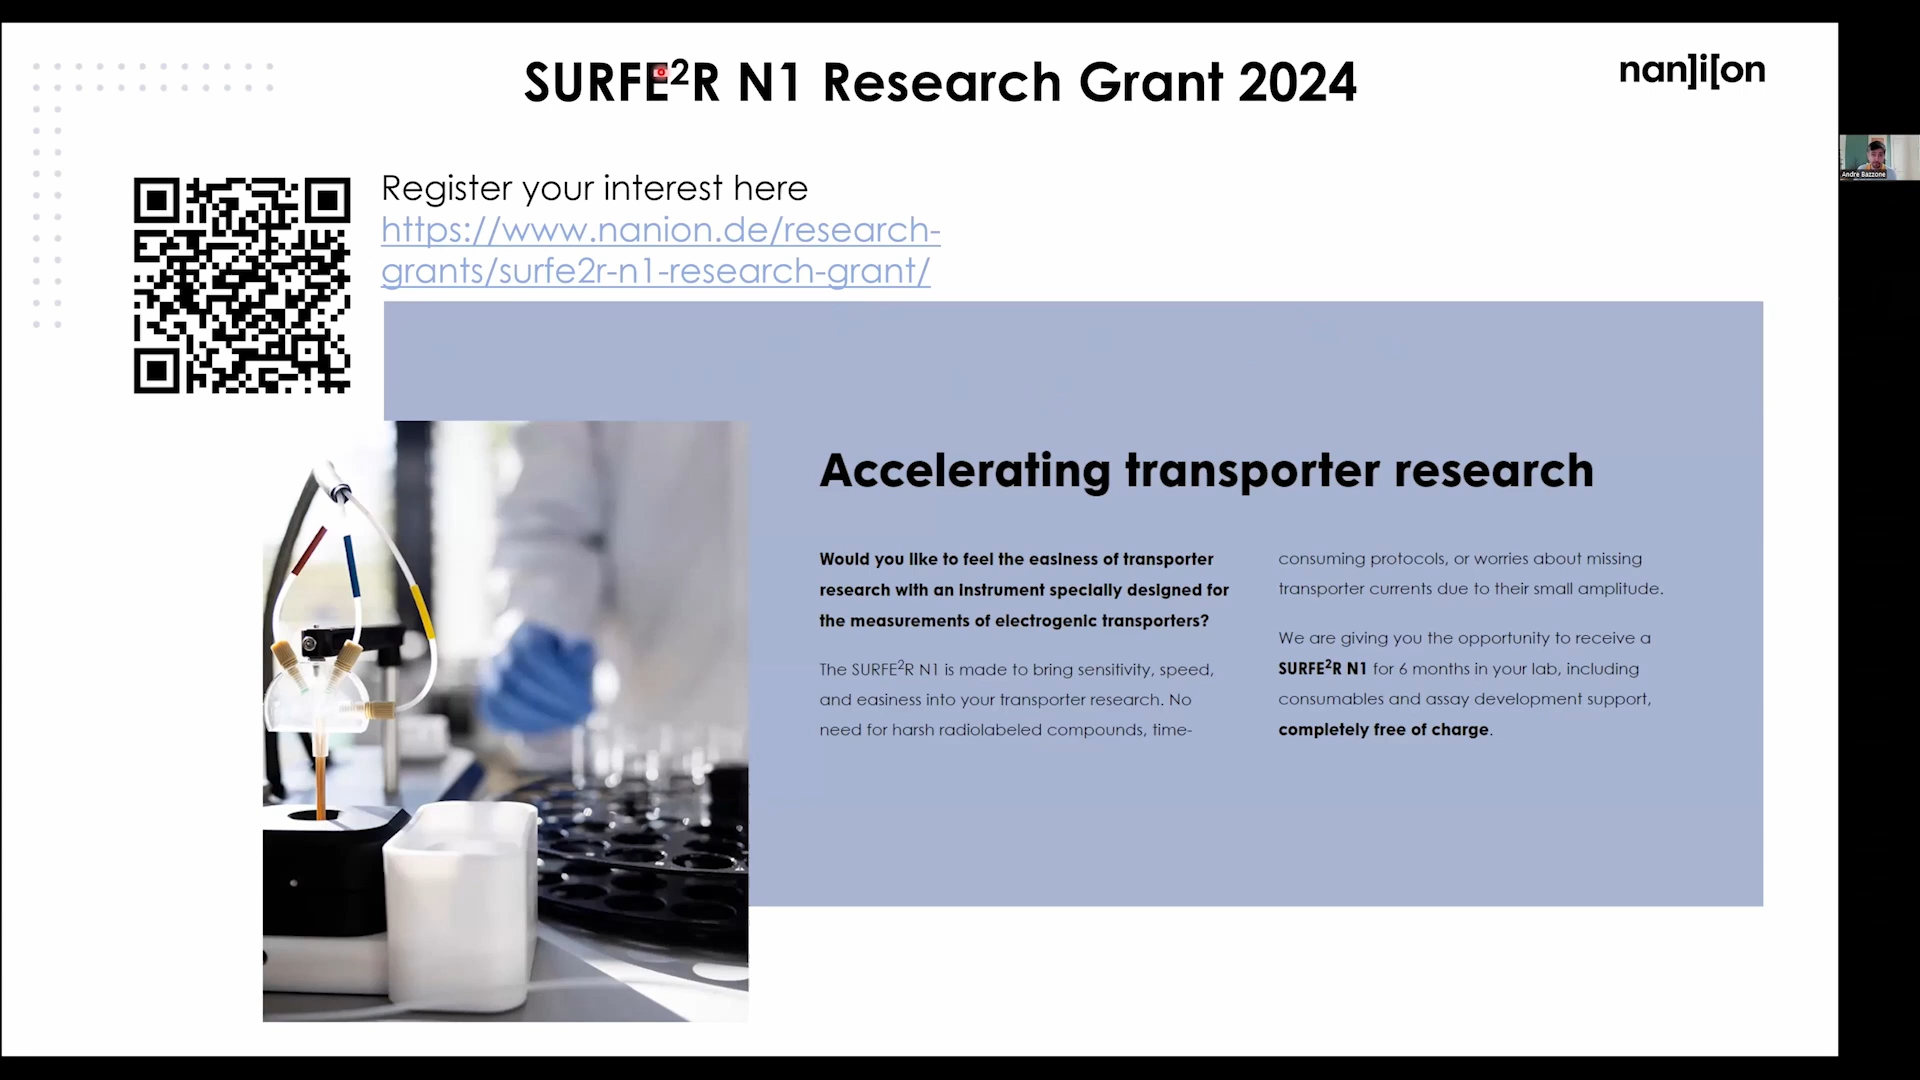 SURFE²R N1 Research Grant 2024
nan]i[on
Register your interest here
https://www.nanion.de/research-
grants/surfe2r-n1-research-grant/
Andre Bazzone
Accelerating transporter research
Would you like to feel the easiness of transporter
research with an instrument specially designed for
the measurements of electrogenic transporters?
The SURFE²R N1 is made to bring sensitivity, speed,
and easiness into your transporter research. No
need for harsh radiolabeled compounds, time-
consuming protocols, or worries about missing
transporter currents due to their small amplitude.
We are giving you the opportunity to receive a
SURFE²R N1 for 6 months in your lab, including
consumables and assay development support,
completely free of charge.